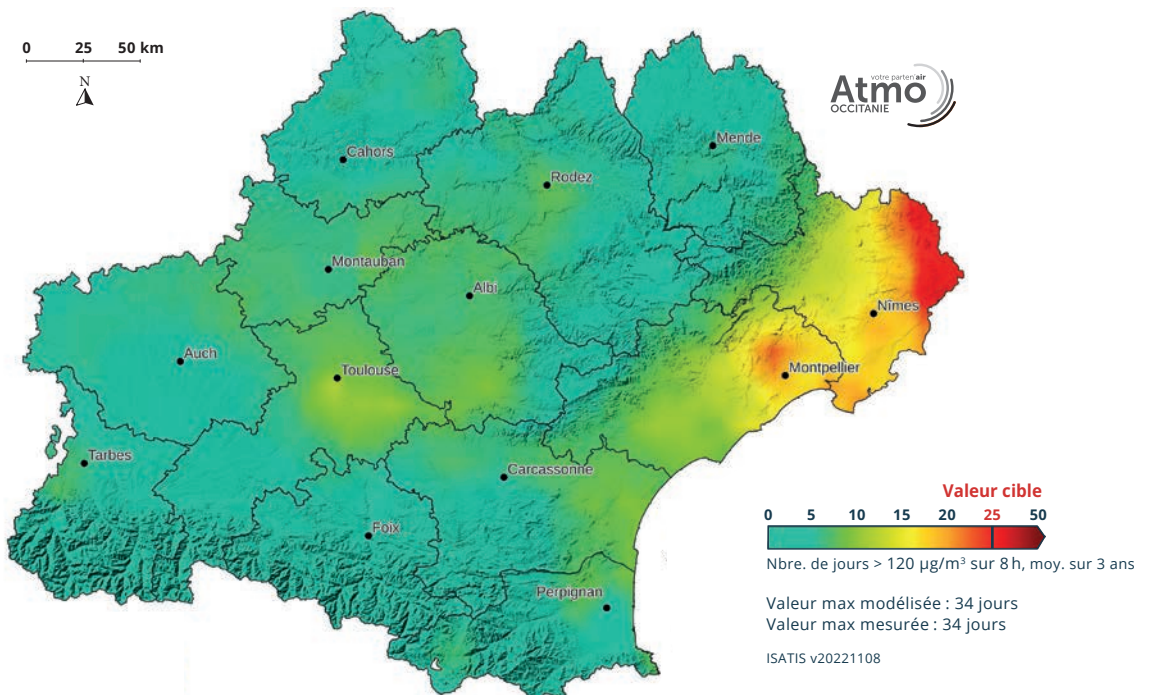 0 25 50 km
N
votre parten'air
Atmo
OCCITANIE
Mende
Cahors
Rodez
Montauban
Albi
Nîmes
Auch
Toulouse
Montpellier
Tarbes
Carcassonne
Foix
Perpignan
Valeur cible
0 5 10 15 20 25 50
Nbre. de jours > 120 µg/m³ sur 8 h, moy. sur 3 ans
Valeur max modélisée : 34 jours
Valeur max mesurée : 34 jours
ISATIS v20221108